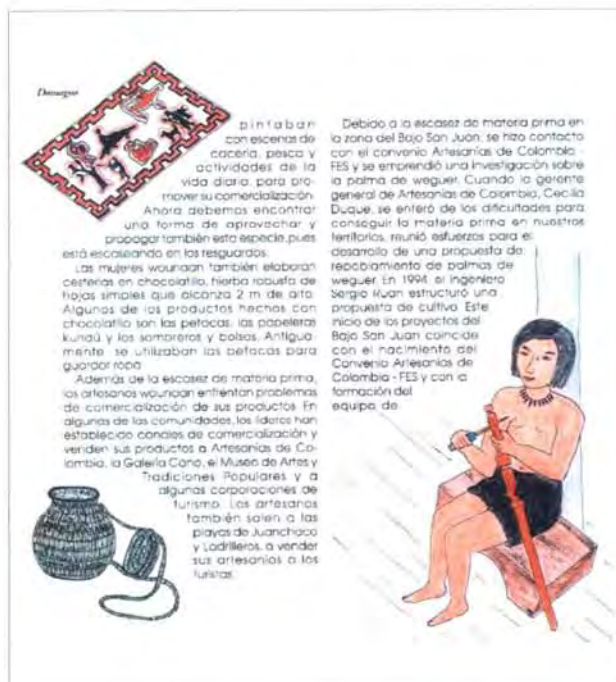 Damagua
pintaban
con escenas de
cacería, pesca y
actividades de la
vida diaria, para pro-
mover su comercialización.
Ahora debemos encontrar
una forma de aprovechar y
propagar también esta especie, pues
está escaseando en los resguardos.
Las mujeres wounaan también elaboran
cesterías en chocolatillo, hierba robusta de
hojas simples que alcanza 2 m de alto.
Algunos de los productos hechos con
chocolatillo son las petacas, las papeleras
kundú y los sombreros y bolsos. Antigua-
mente, se utilizaban las petacas para
guardar ropa.
Además de la escasez de materia prima,
los artesanos wounaan enfrentan problemas
de comercialización de sus productos. En
algunas de las comunidades, los líderes han
establecido canales de comercialización y
venden sus productos a Artesanías de Co-
lombia, la Galería Cano, el Museo de Artes y
Tradiciones Populares y a
algunas corporaciones de
turismo. Los artesanos
también salen a las
playas de Juanchaco
y Ladrilleros, a vender
sus artesanías a los
turistas.
Debido a la escasez de materia prima en
la zona del Bajo San Juan, se hizo contacto
con el convenio Artesanías de Colombia -
FES y se emprendió una investigación sobre
la palma de weguer. Cuando la gerente
general de Artesanías de Colombia, Cecilia
Duque, se enteró de las dificultades para
conseguir la materia prima en nuestros
territorios, reunió esfuerzos para el
desarrollo de una propuesta de
repoblamiento de palmas de
weguer. En 1994, el ingeniero
Sergio Ruan estructuró una
propuesta de cultivo. Este
inicio de los proyectos del
Bajo San Juan coincide
con el nacimiento del
Convenio Artesanías de
Colombia - FES y con la
formación del
equipo de